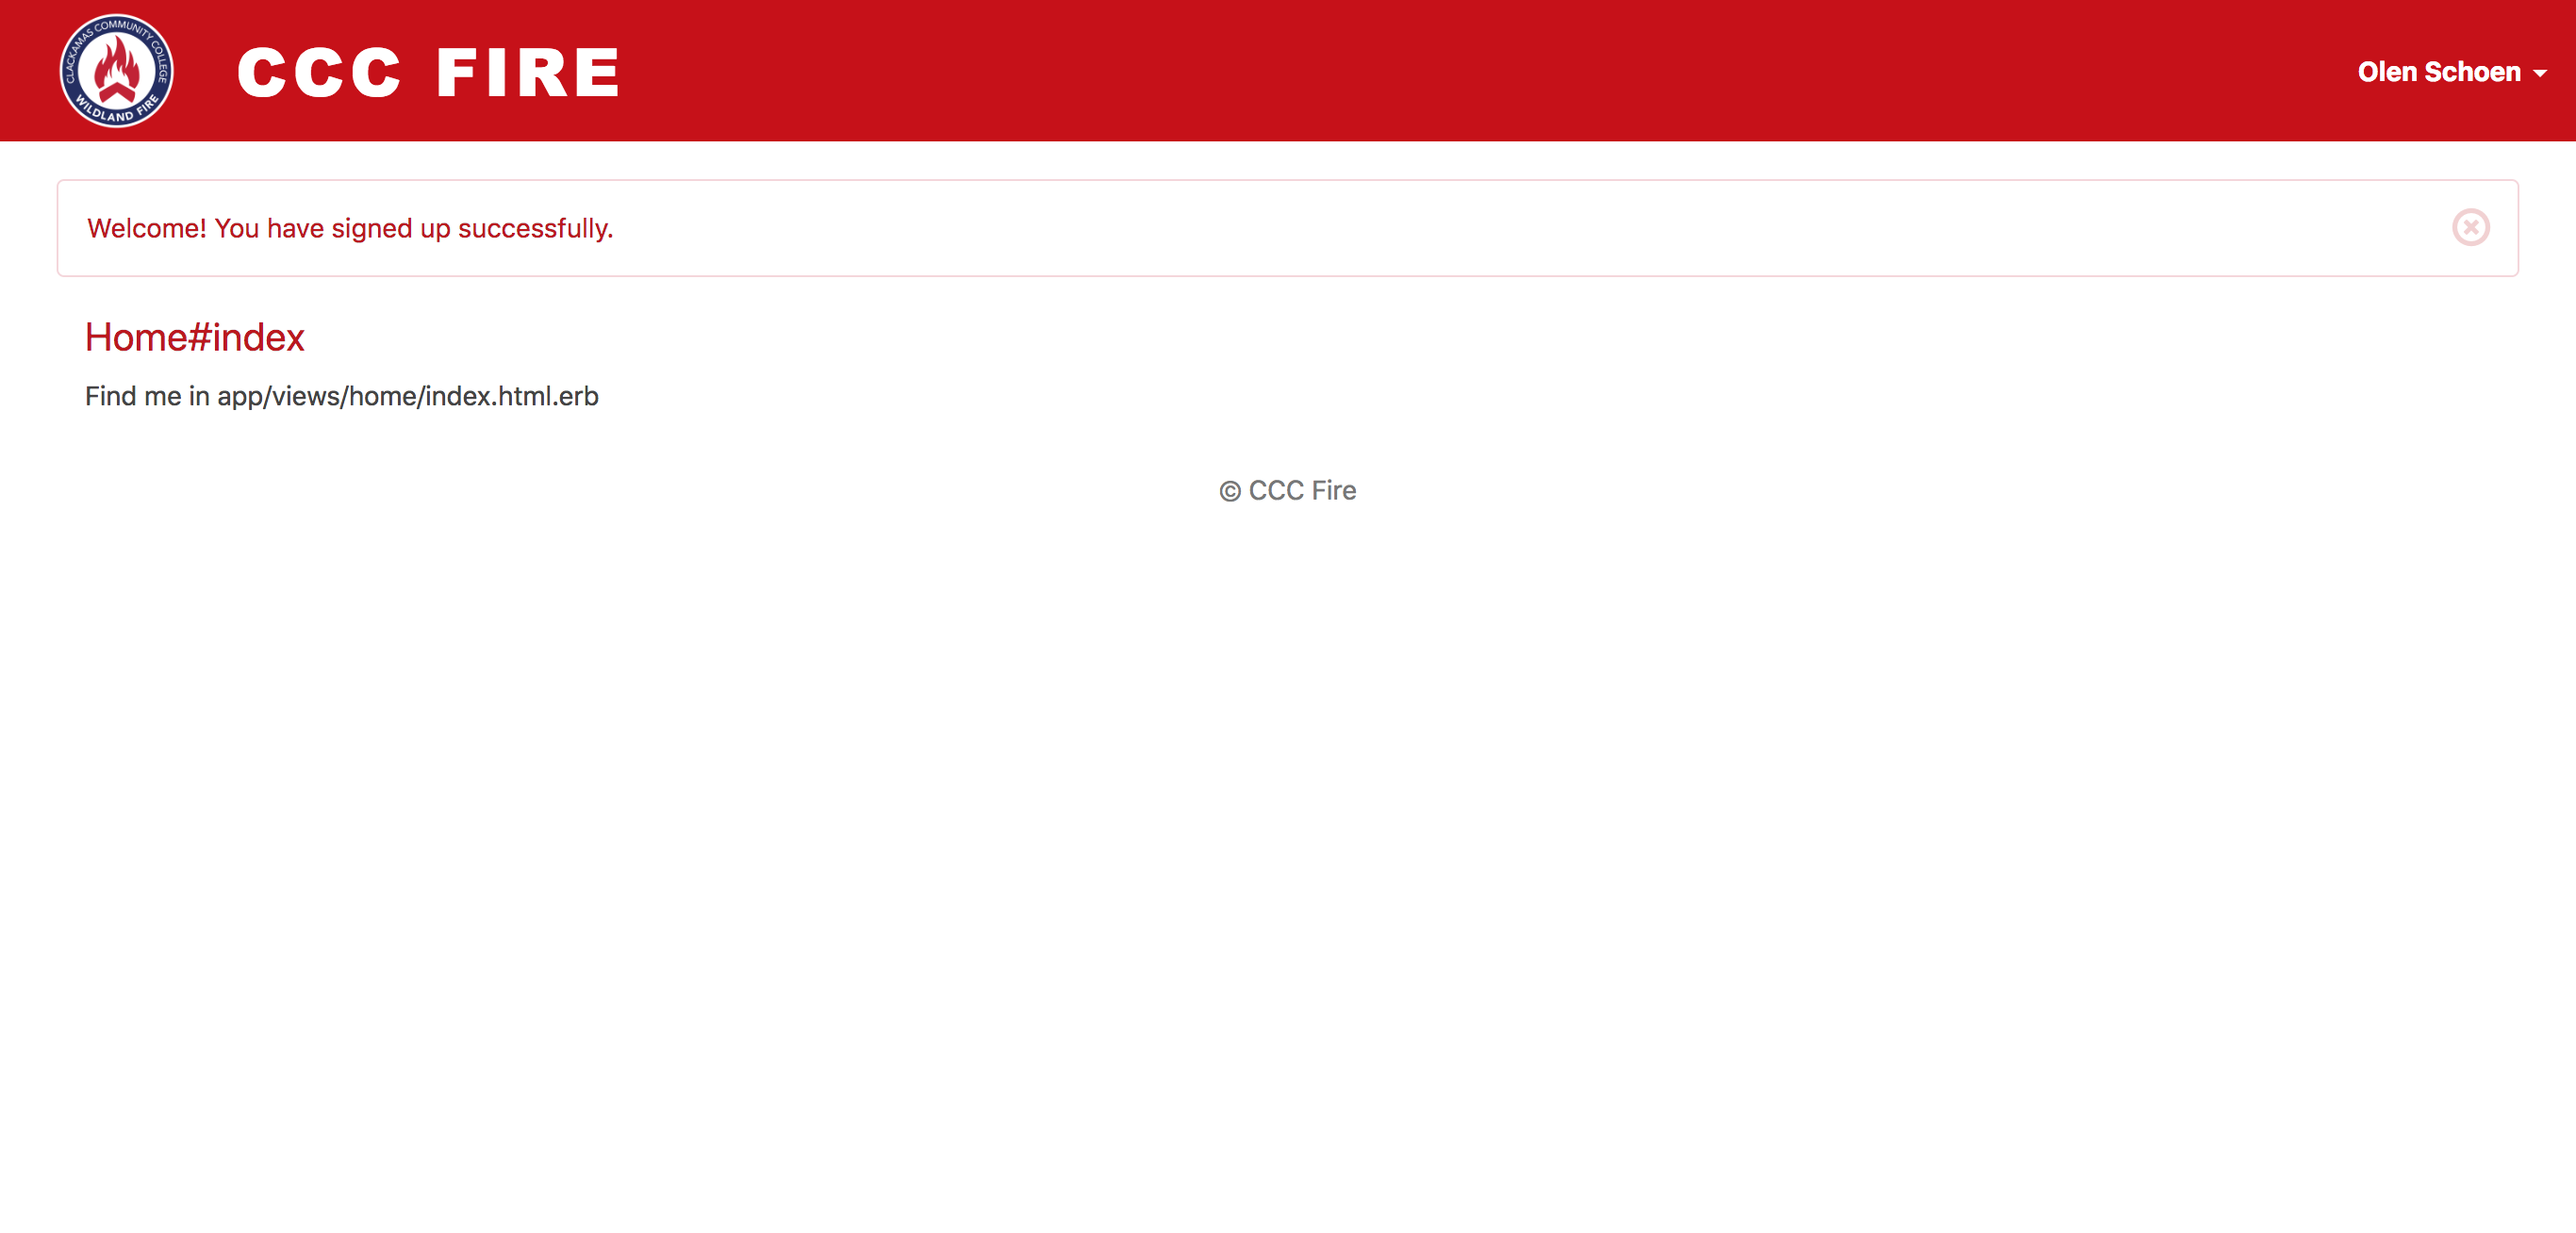 CLACKAMAS COMMUNITY COLLEGE
WILDLAND FIRE
CCC FIRE
Olen Schoen
Welcome! You have signed up successfully.
Home#index
Find me in app/views/home/index.html.erb
© CCC Fire